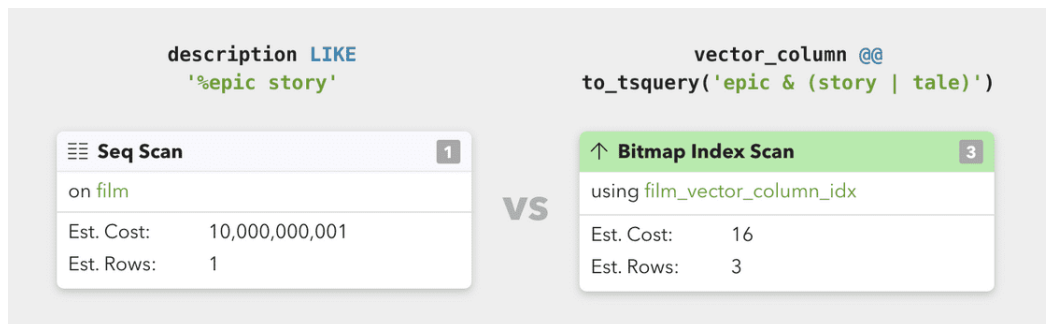 description LIKE
'%epic story'
Seq Scan 1
on film
Est. Cost: 10,000,000,001
Est. Rows: 1
vs
vector_column @@
to_tsquery('epic & (story | tale)')
Bitmap Index Scan 3
using film_vector_column_idx
Est. Cost: 16
Est. Rows: 3